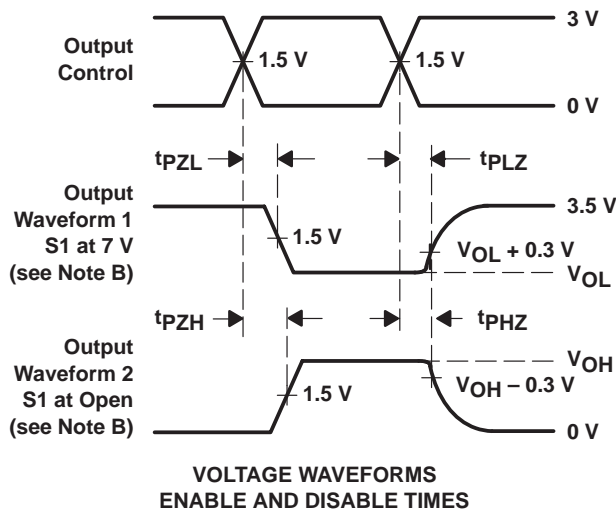 3 V
Output
Control
1.5 V
1.5 V
0 V
tPZL
tPLZ
Output
Waveform 1
S1 at 7 V
(see Note B)
3.5 V
1.5 V
VOL + 0.3 V
VOL
tPZH
tPHZ
Output
Waveform 2
S1 at Open
(see Note B)
VOH
1.5 V
VOH – 0.3 V
0 V
VOLTAGE WAVEFORMS
ENABLE AND DISABLE TIMES